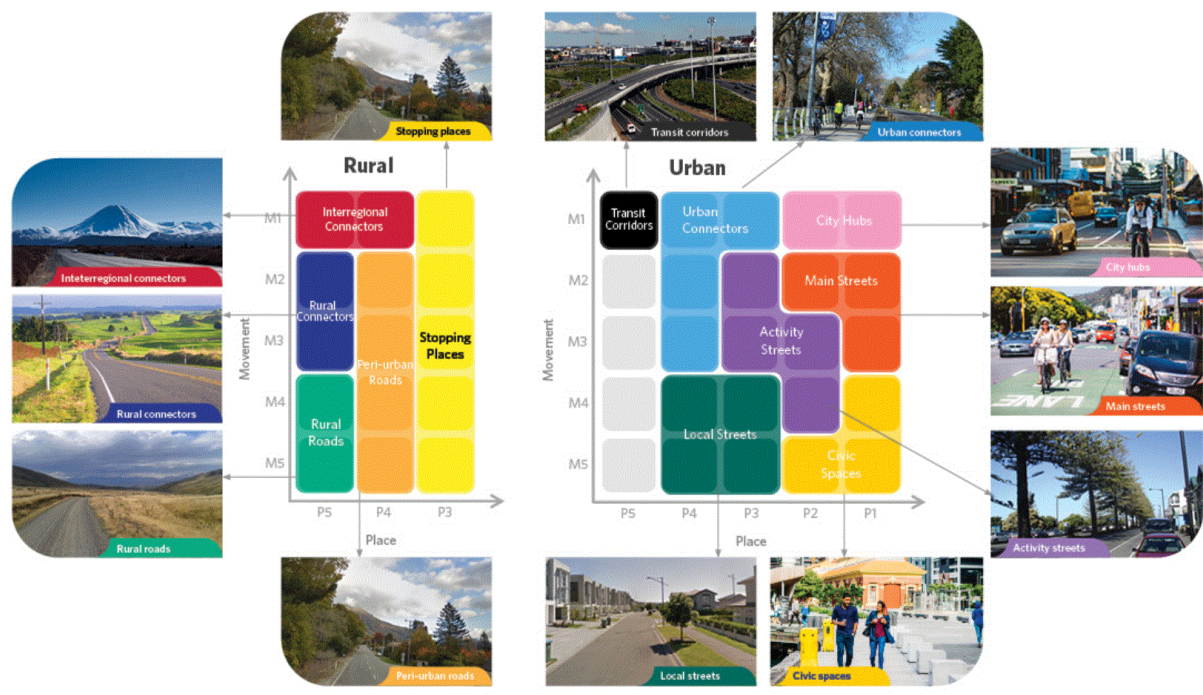 Stopping places
Transit corridors
Urban connectors
Rural
Urban
M1
Interregional
Connectors
M2
M3
M4
M5
Rural
Connectors
Peri-urban
Roads
Rural
Roads
Stopping
Places
Movement
P5
P4
P3
Place
M1
Transit
Corridors
Urban
Connectors
City Hubs
M2
Main Streets
M3
Activity
Streets
M4
Local Streets
M5
Civic
Spaces
Movement
P5
P4
P3
P2
P1
Place
Inteterregional connectors
Rural connectors
Rural roads
City hubs
Main streets
LANE
Activity streets
Peri-urban roads
Local streets
Civic spaces